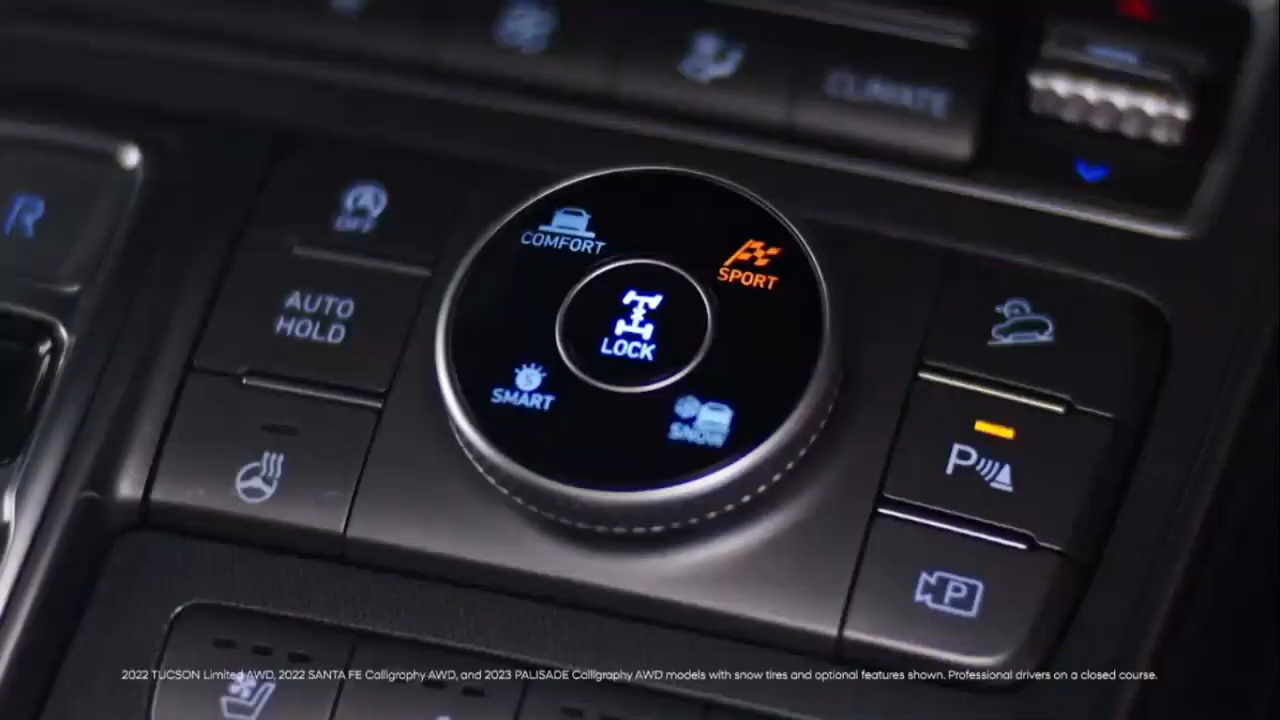 CLIMATE
R
OFF
COMFORT
SPORT
AUTO
HOLD
LOCK
SMART
SNOW
P
P
2022 TUCSON Limited AWD, 2022 SANTA FE Calligraphy AWD, and 2023 PALISADE Calligraphy AWD models with snow tires and optional features shown. Professional drivers on a closed course.